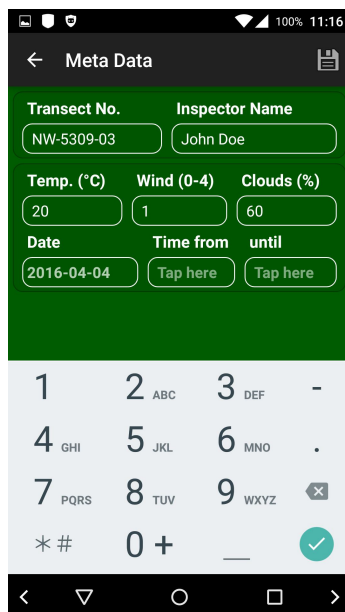 100% 11:16
Meta Data
Transect No. Inspector Name
NW-5309-03 John Doe
Temp. (°C) Wind (0-4) Clouds (%)
20 1 60
Date Time from until
2016-04-04 Tap here Tap here
1 2 ABC 3 DEF -
4 GHI 5 JKL 6 MNO .
7 PQRS 8 TUV 9 WXYZ
*# 0 + _